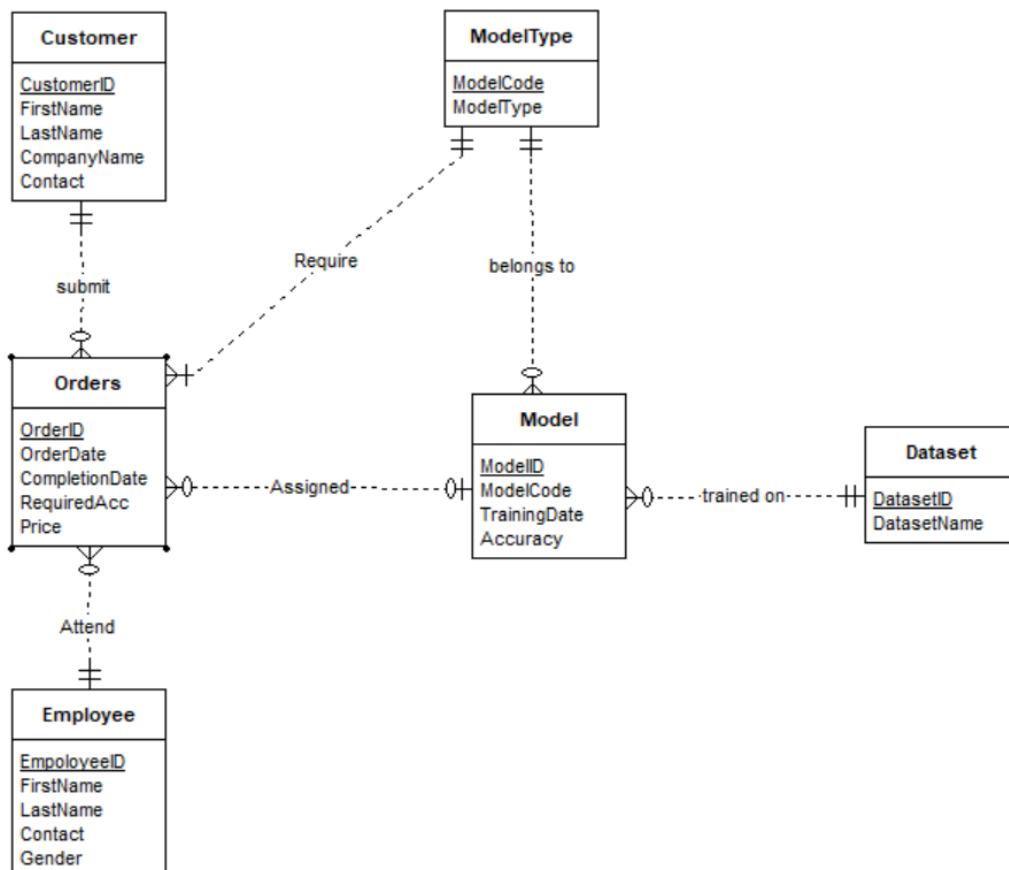 Customer
CustomerID
FirstName
LastName
CompanyName
Contact
ModelType
ModelCode
ModelType
Require
belongs to
submit
Orders
OrderID
OrderDate
CompletionDate
RequiredAcc
Price
Assigned
Model
ModelID
ModelCode
TrainingDate
Accuracy
trained on
Dataset
DatasetID
DatasetName
Attend
Employee
EmpoloyeeID
FirstName
LastName
Contact
Gender